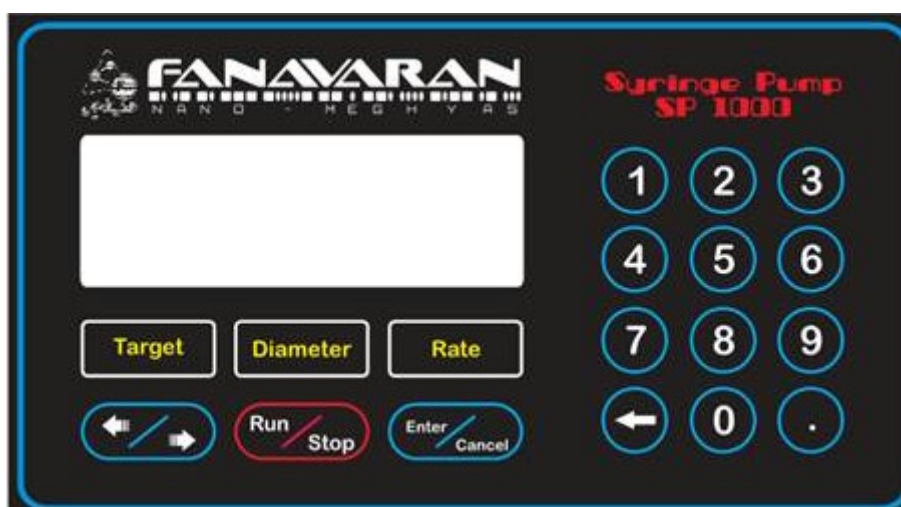 FANAVARAN
NANO - MEGHYAS
Syringe Pump
SP 1000
1 2 3
4 5 6
7 8 9
0 .
Target Diameter Rate
Run/Stop Enter/Cancel